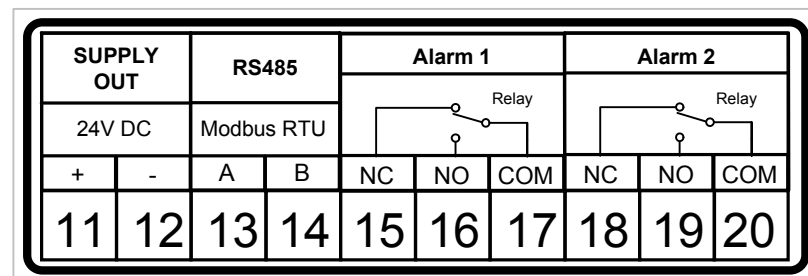 SUPPLY OUT RS485 Alarm 1 Alarm 2
24V DC Modbus RTU Relay Relay
+ - A B NC NO COM NC NO COM
11 12 13 14 15 16 17 18 19 20